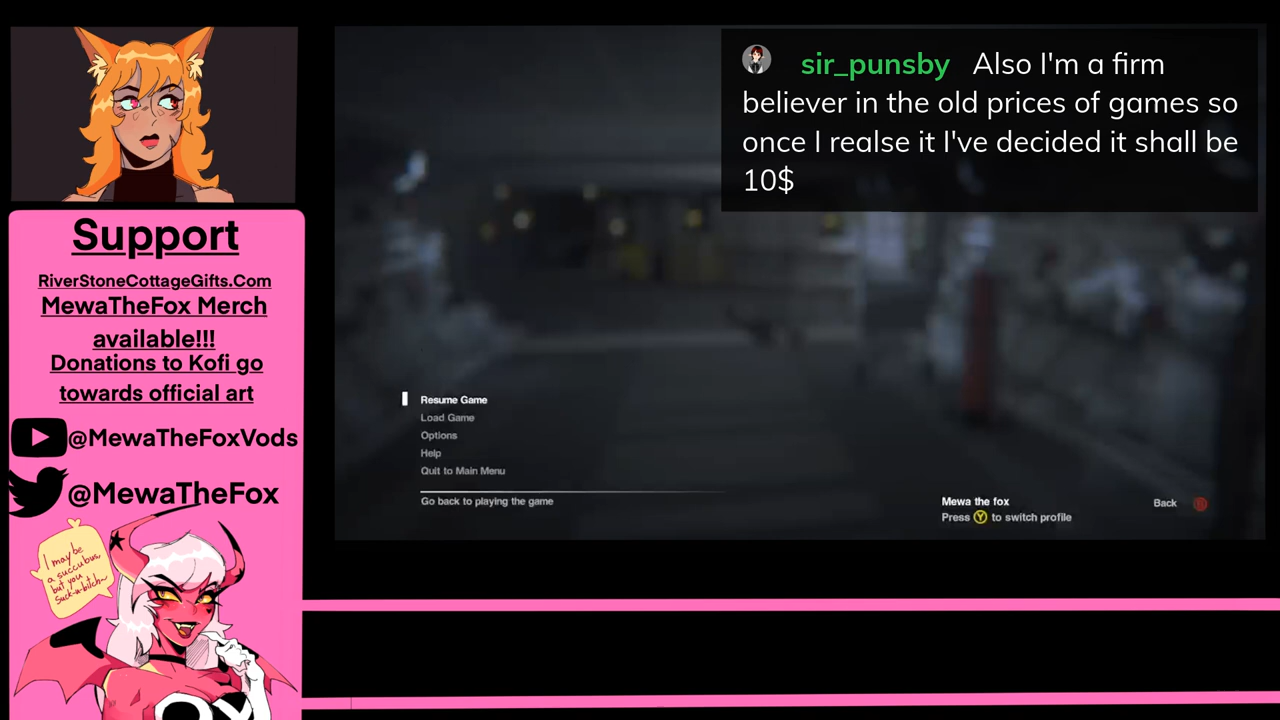 Support
RiverStoneCottageGifts.Com
MewaTheFox Merch
available!!!
Donations to Kofi go
towards official art
@MewaTheFoxVods
@MewaTheFox
I may be
a succubus,
but you
suck-a-bitch~
sir_punsby Also I'm a firm
believer in the old prices of games so
once I realse it I've decided it shall be
10$
Resume Game
Load Game
Options
Help
Quit to Main Menu
Go back to playing the game
Mewa the fox
Press Y to switch profile
Back